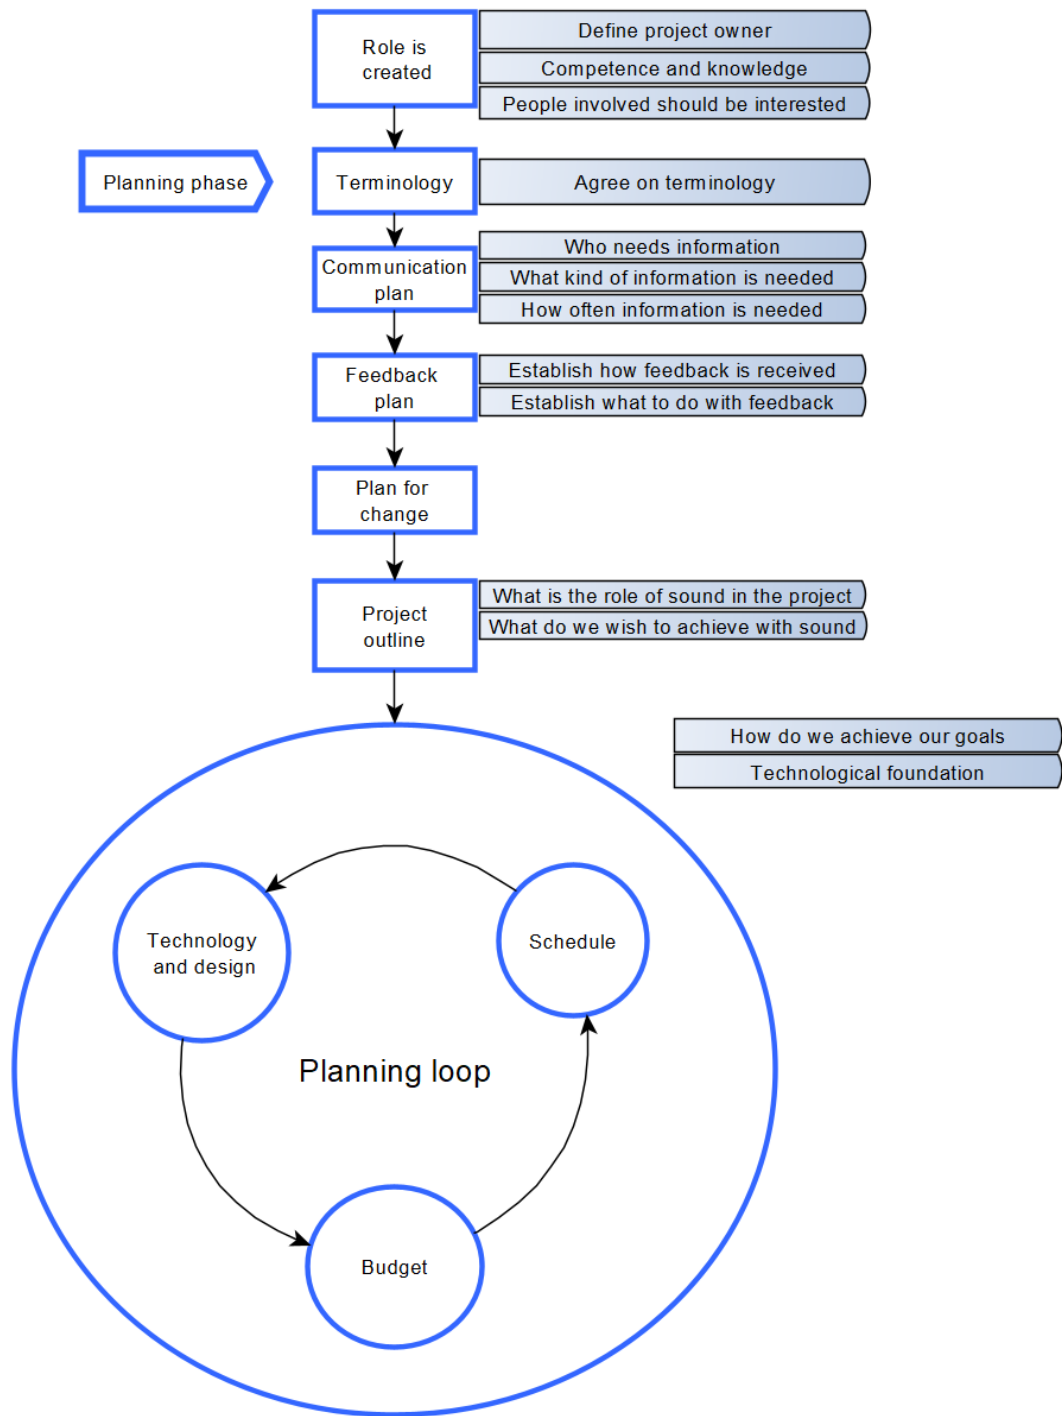 Role is
created
Define project owner
Competence and knowledge
People involved should be interested
Planning phase
Terminology
Agree on terminology
Communication
plan
Who needs information
What kind of information is needed
How often information is needed
Feedback
plan
Establish how feedback is received
Establish what to do with feedback
Plan for
change
Project
outline
What is the role of sound in the project
What do we wish to achieve with sound
How do we achieve our goals
Technological foundation
Technology
and design
Schedule
Planning loop
Budget